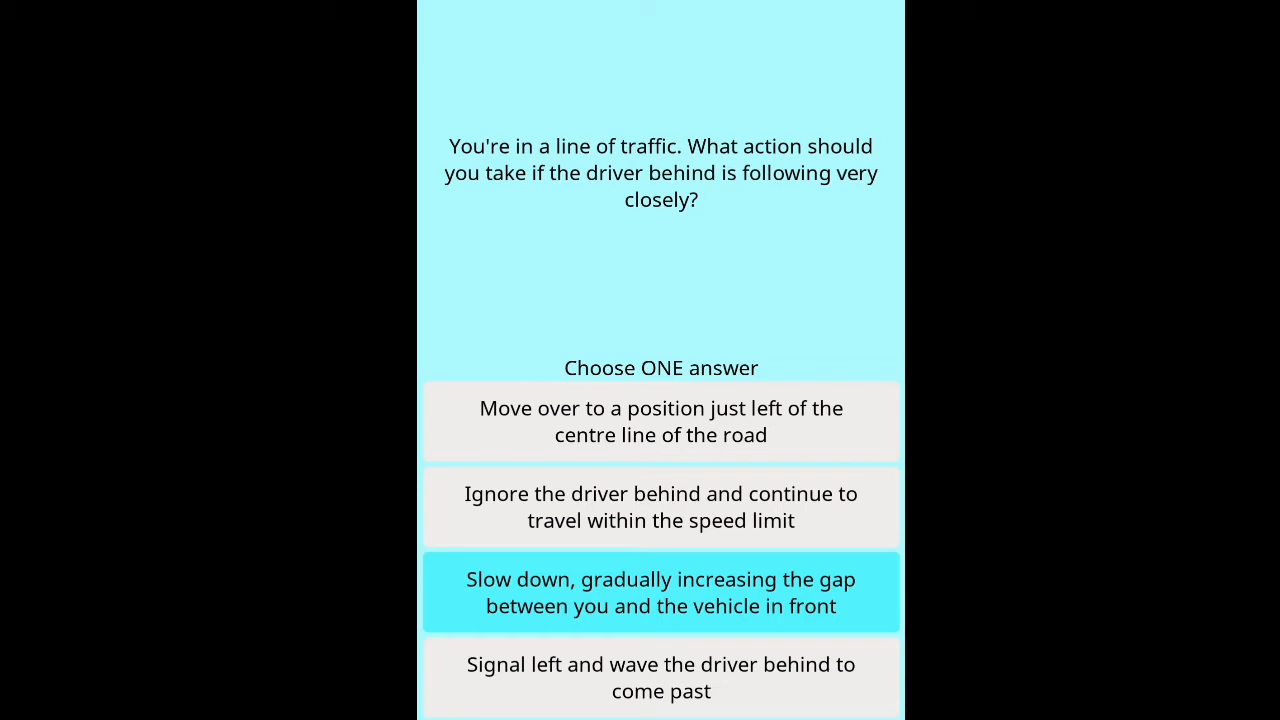 You're in a line of traffic. What action should
you take if the driver behind is following very
closely?
Choose ONE answer
Move over to a position just left of the
centre line of the road
Ignore the driver behind and continue to
travel within the speed limit
Slow down, gradually increasing the gap
between you and the vehicle in front
Signal left and wave the driver behind to
come past